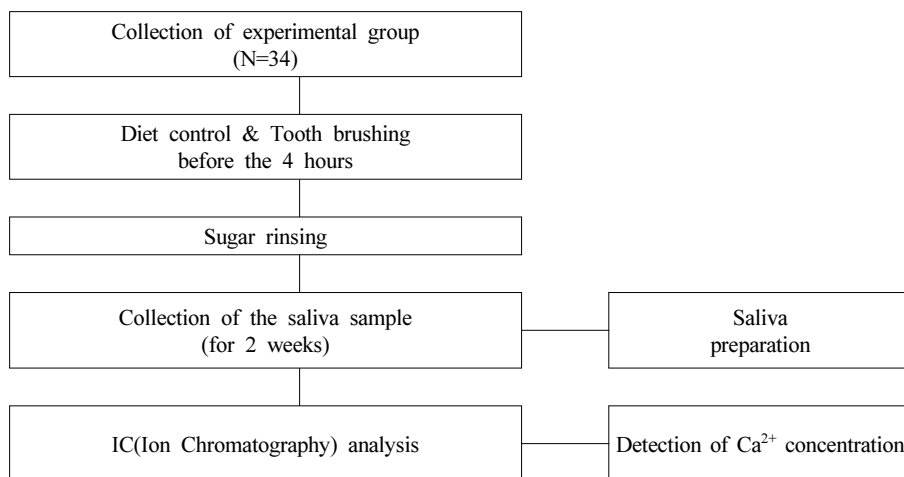 Collection of experimental group
(N=34)
Diet control & Tooth brushing
before the 4 hours
Sugar rinsing
Collection of the saliva sample
(for 2 weeks)
Saliva
preparation
IC(Ion Chromatography) analysis
Detection of Ca²⁺ concentration